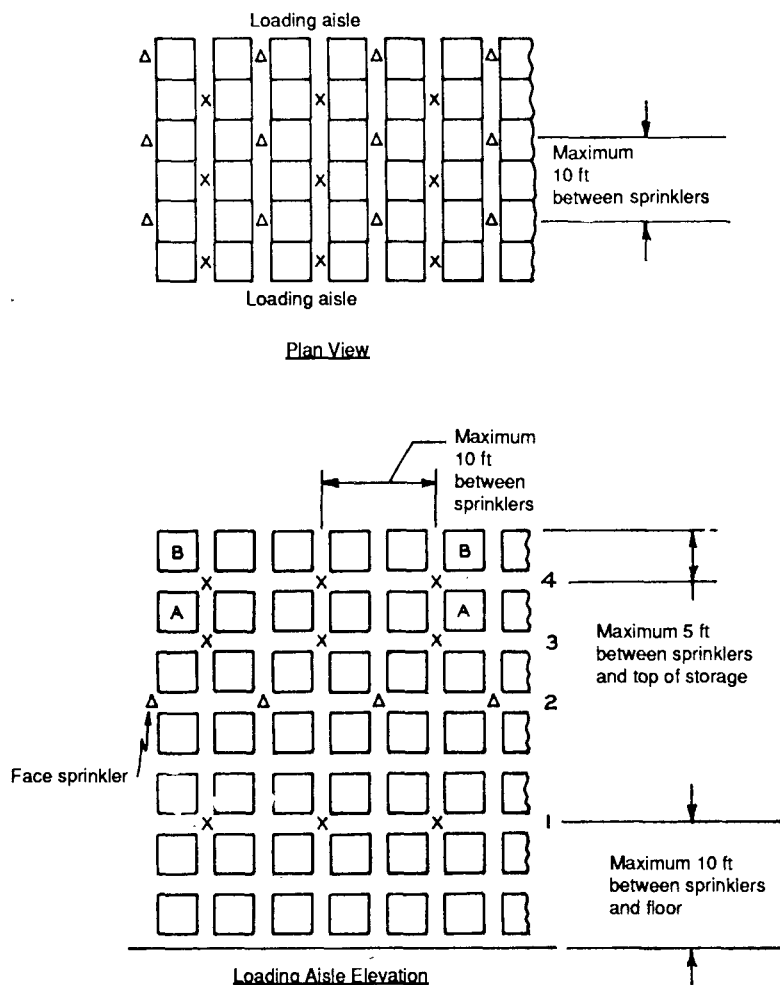 Loading aisle
Δ Δ Δ Δ
X X X
Δ Δ Δ Δ
X X X
Δ Δ Δ Δ
X X X
Maximum
10 ft
between sprinklers
Loading aisle
Plan View
Maximum
10 ft
between
sprinklers
B B
X X X 4
A A
X X X 3
Maximum 5 ft
between sprinklers
and top of storage
Δ Δ Δ Δ 2
Face sprinkler
X X X 1
Maximum 10 ft
between sprinklers
and floor
Loading Aisle Elevation